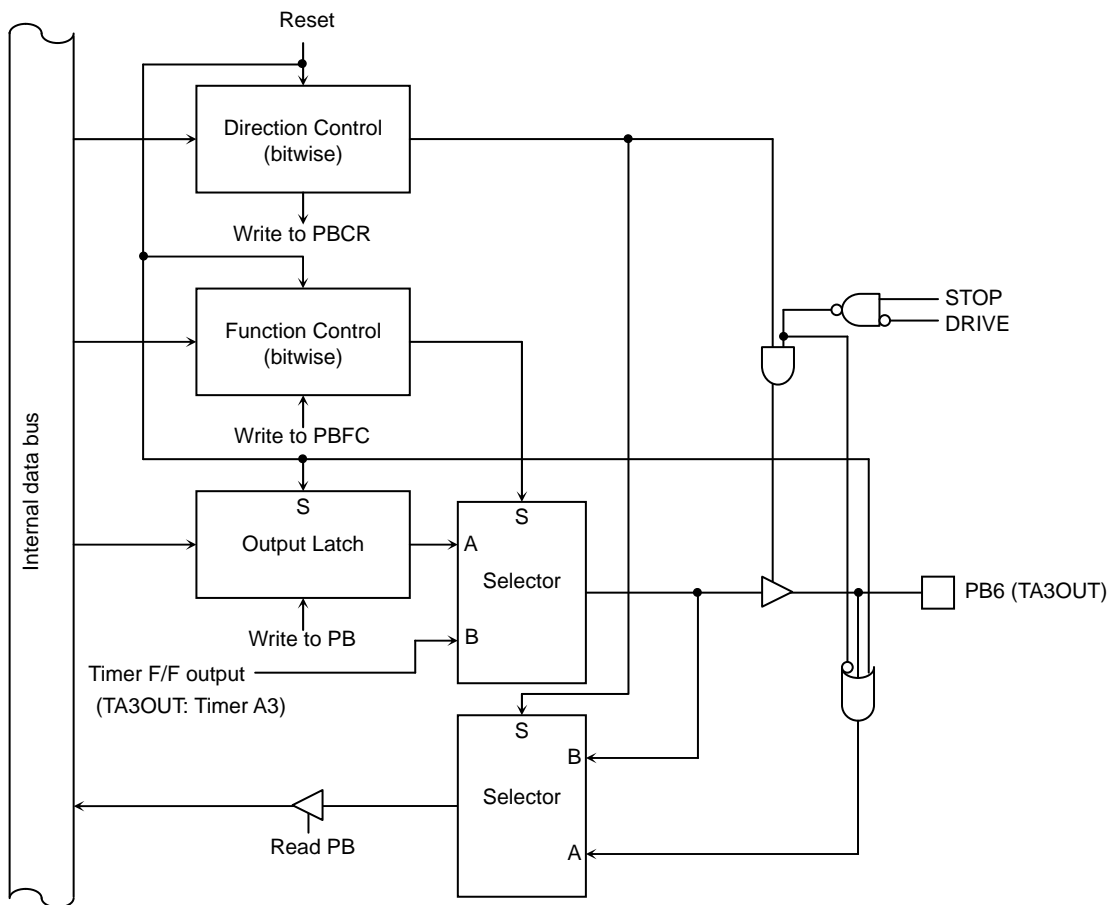 Reset
Direction Control
(bitwise)
Write to PBCR
STOP
DRIVE
Function Control
(bitwise)
Write to PBFC
Internal data bus
S
Output Latch
S
A
Selector
B
PB6 (TA3OUT)
Write to PB
Timer F/F output
(TA3OUT: Timer A3)
S
B
Selector
A
Read PB